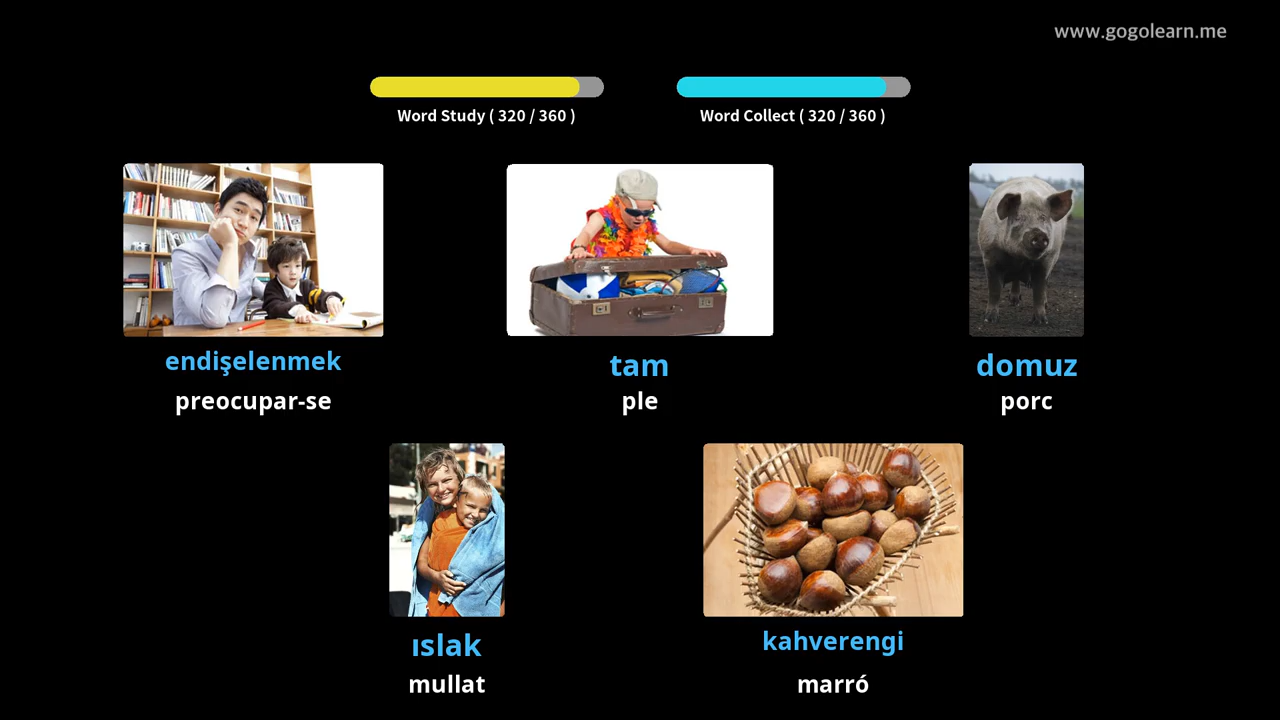 www.gogolearn.me
Word Study ( 320 / 360 )
Word Collect ( 320 / 360 )
endişelenmek
preocupar-se
tam
ple
domuz
porc
ıslak
mullat
kahverengi
marró